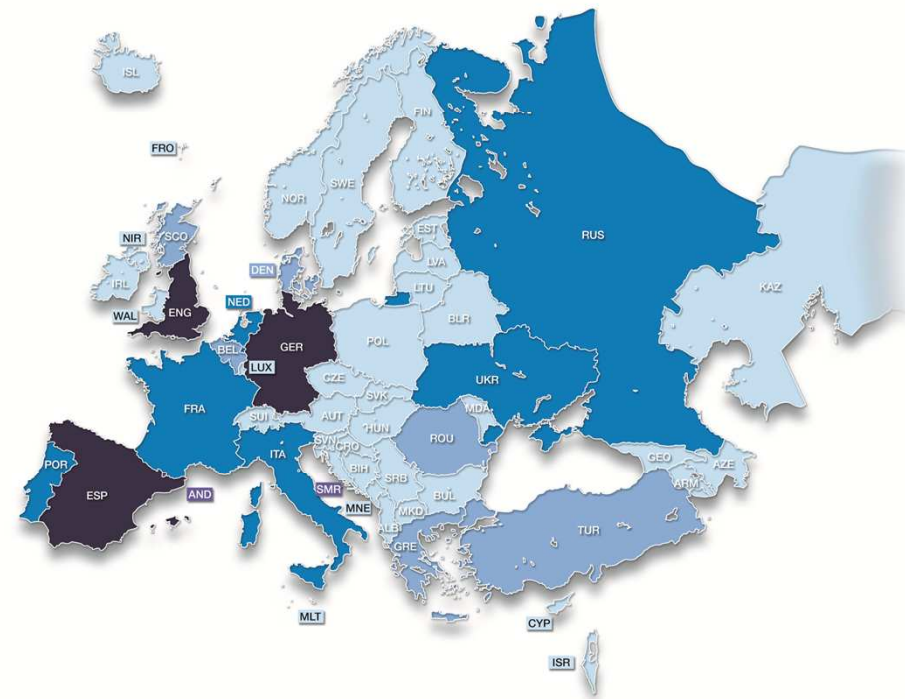 ISL
FRO
FIN
NOR
SWE
RUS
EST
NIR
SCO
LVA
DEN
IRL
LTU
KAZ
NED
WAL
ENG
BLR
GER
POL
BEL
LUX
UKR
CZE
SVK
FRA
AUT
MDA
SUI
HUN
ROU
SVN
CRO
ITA
GEO
POR
BIH
AZE
SRB
ARM
ESP
AND
SMR
BUL
MNE
MKD
ALB
TUR
GRE
MLT
CYP
ISR